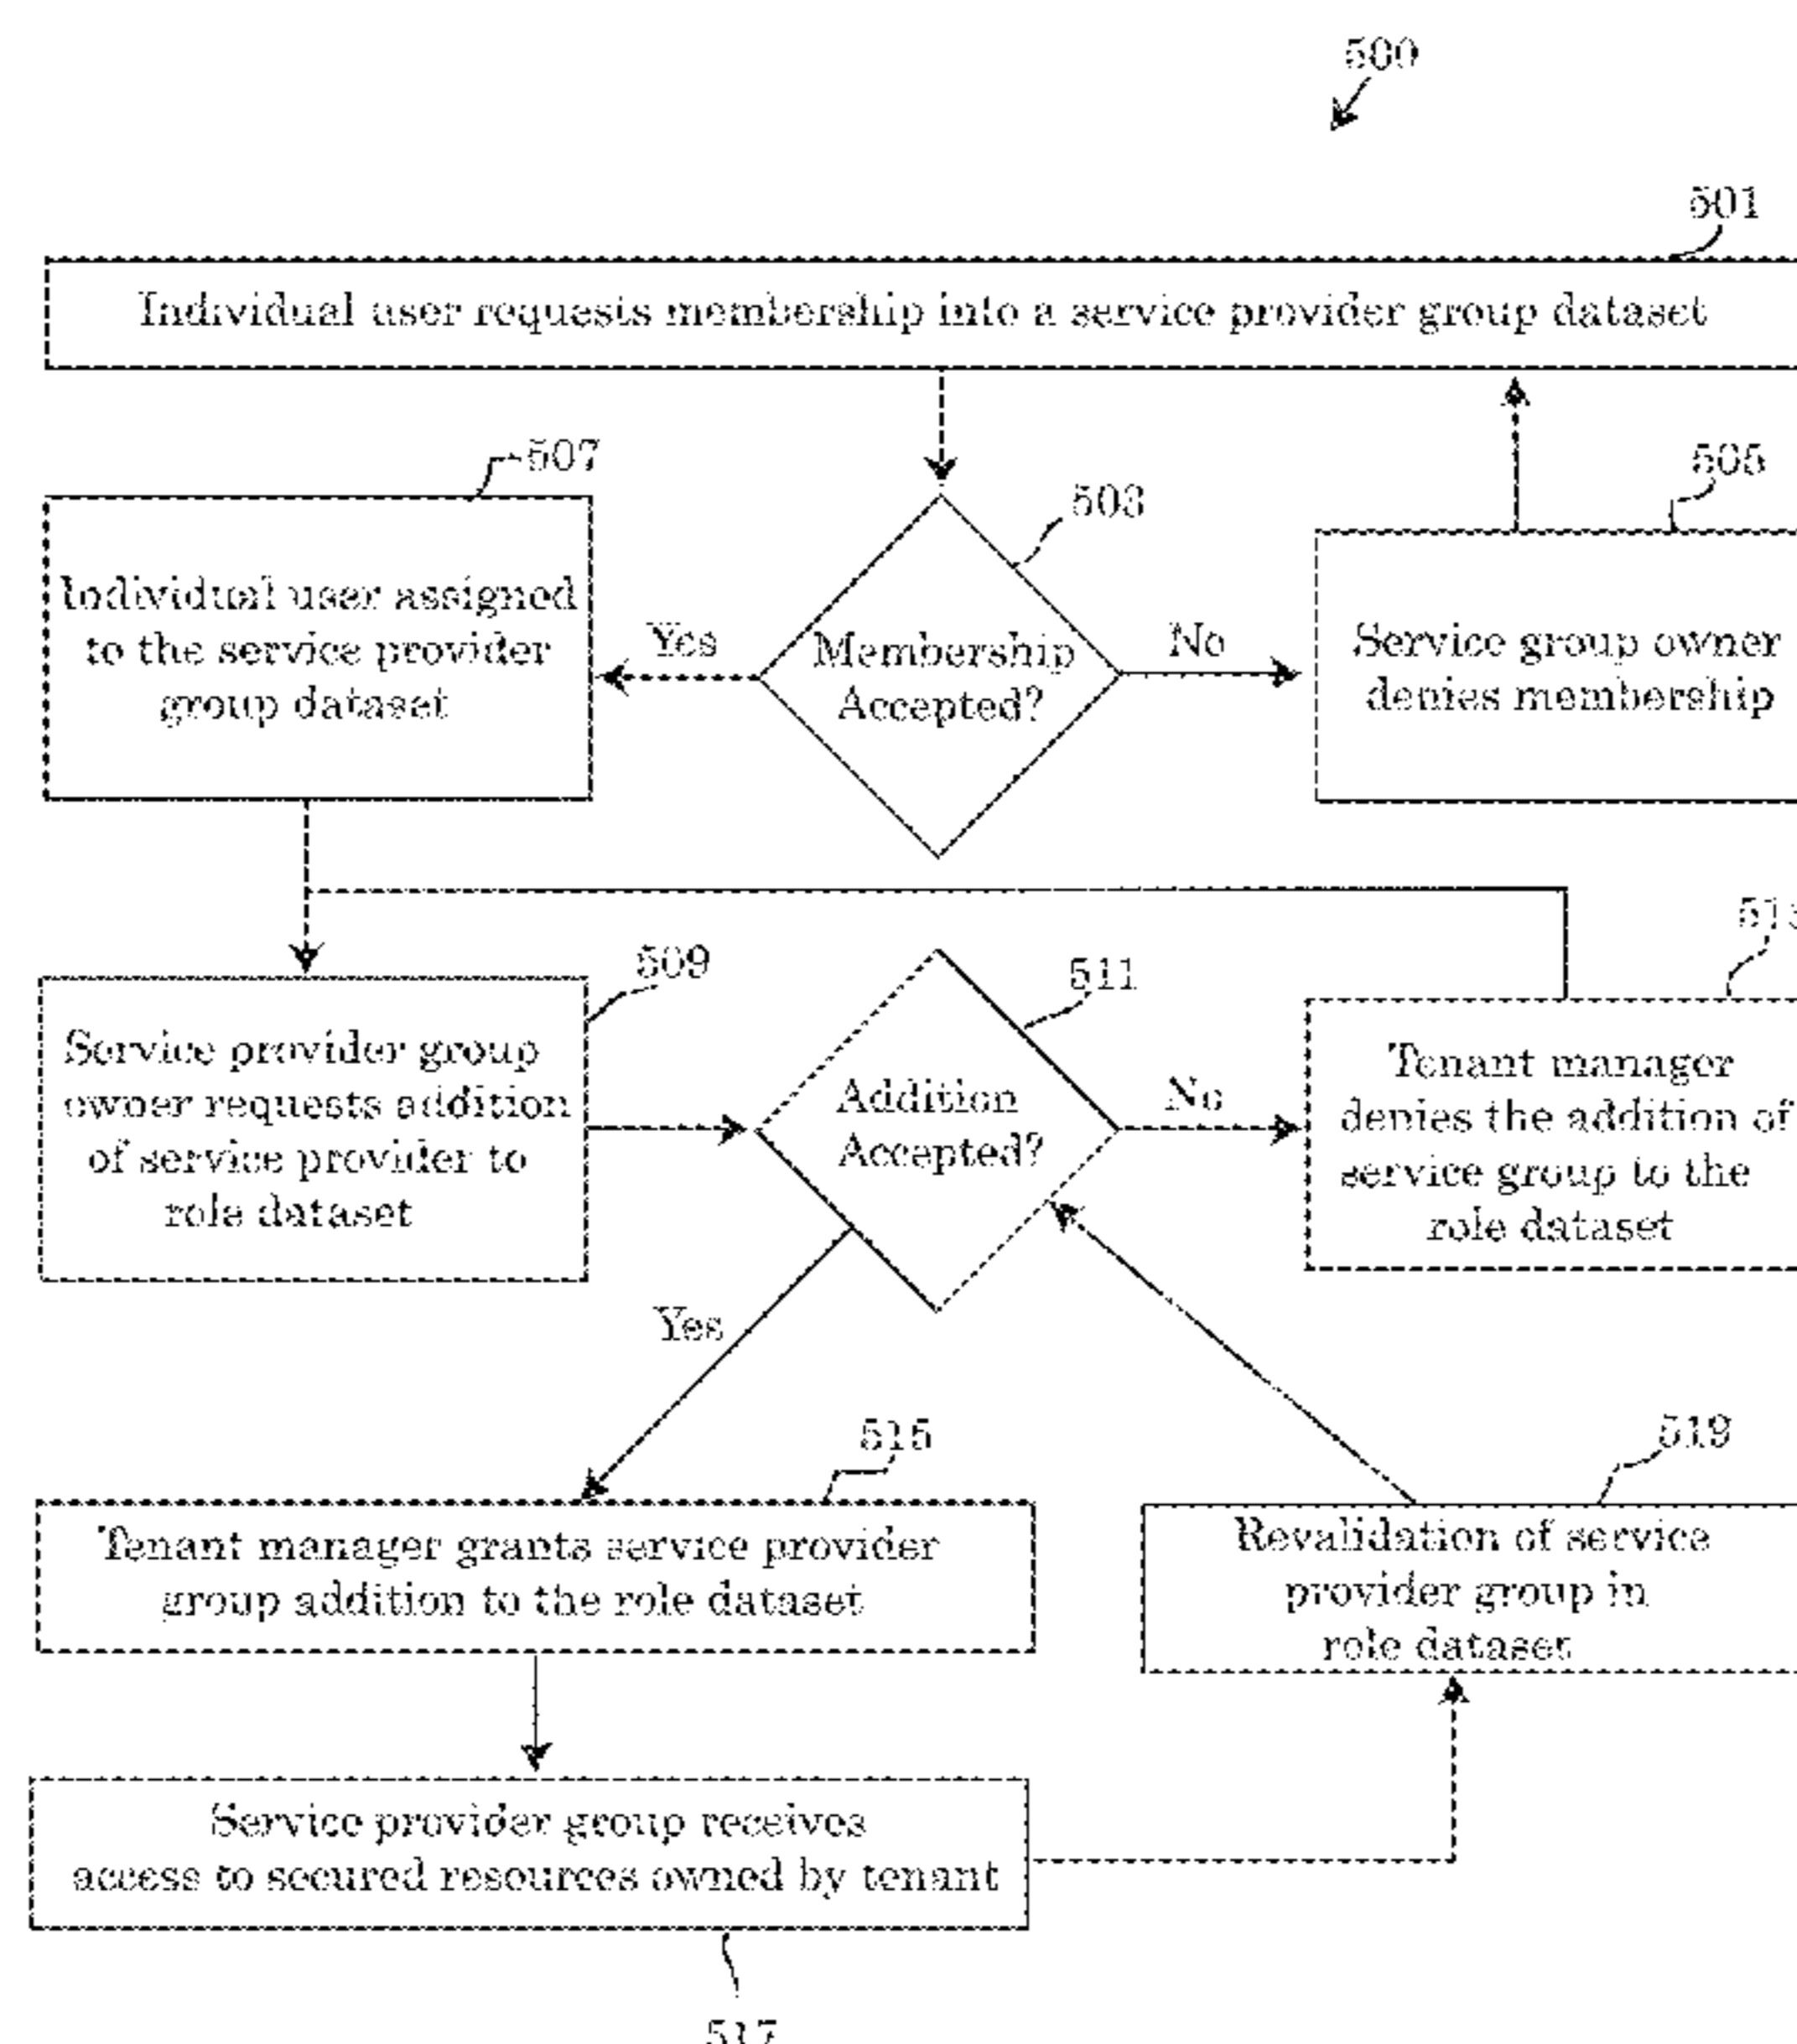 500
501
Individual user requests membership into a service provider group dataset
507
503
505
Individual user assigned
to the service provider
group dataset
Yes
Membership
Accepted?
No
Service group owner
denies membership
509
511
Service provider group
owner requests addition
of service provider to
role dataset
Addition
Accepted?
No
Tenant manager
denies the addition of
service group to the
role dataset
Yes
515
519
Tenant manager grants service provider
group addition to the role dataset
Revalidation of service
provider group in
role dataset
Service provider group receives
access to secured resources owned by tenant
517